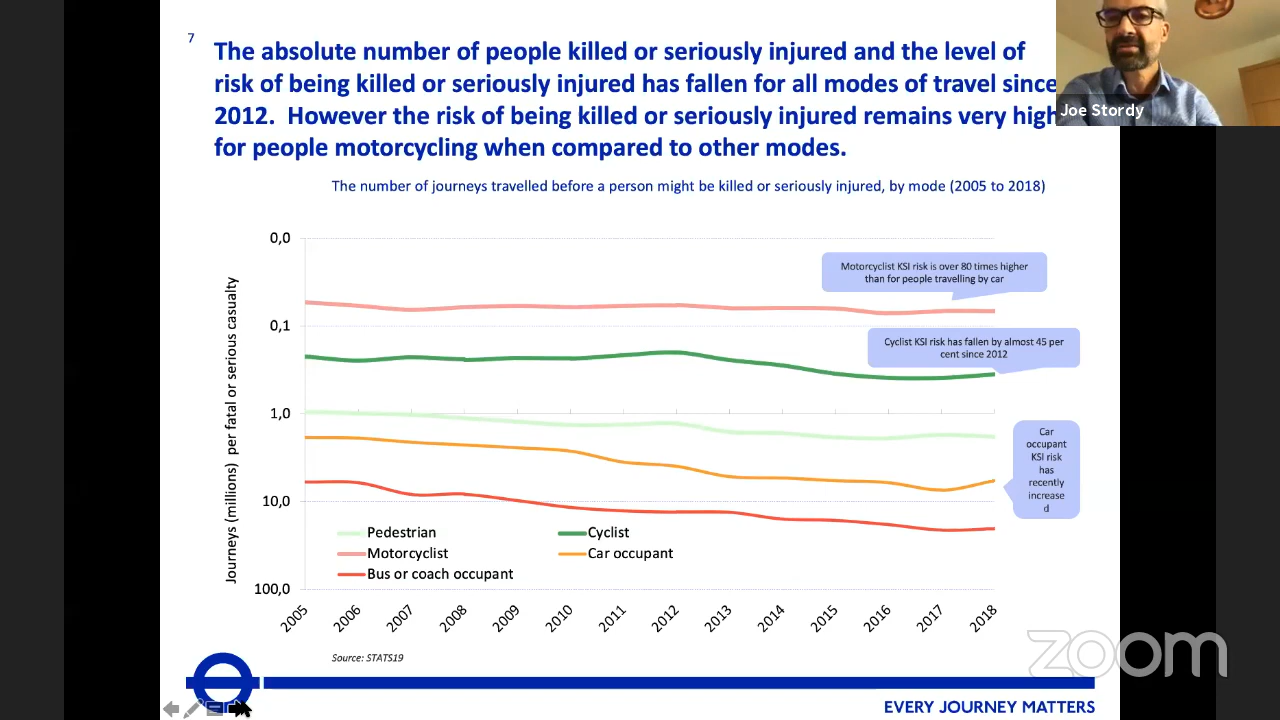 7
The absolute number of people killed or seriously injured and the level of
risk of being killed or seriously injured has fallen for all modes of travel since
2012. However the risk of being killed or seriously injured remains very high
for people motorcycling when compared to other modes.
Joe Stordy
The number of journeys travelled before a person might be killed or seriously injured, by mode (2005 to 2018)
Journeys (millions) per fatal or serious casualty
0,0
0,1
1,0
10,0
100,0
Motorcyclist KSI risk is over 80 times higher
than for people travelling by car
Cyclist KSI risk has fallen by almost 45 per
cent since 2012
Car
occupant
KSI risk
has
recently
increase
d
Pedestrian
Cyclist
Motorcyclist
Car occupant
Bus or coach occupant
2005
2006
2007
2008
2009
2010
2011
2012
2013
2014
2015
2016
2017
2018
Source: STATS19
zoom
EVERY JOURNEY MATTERS